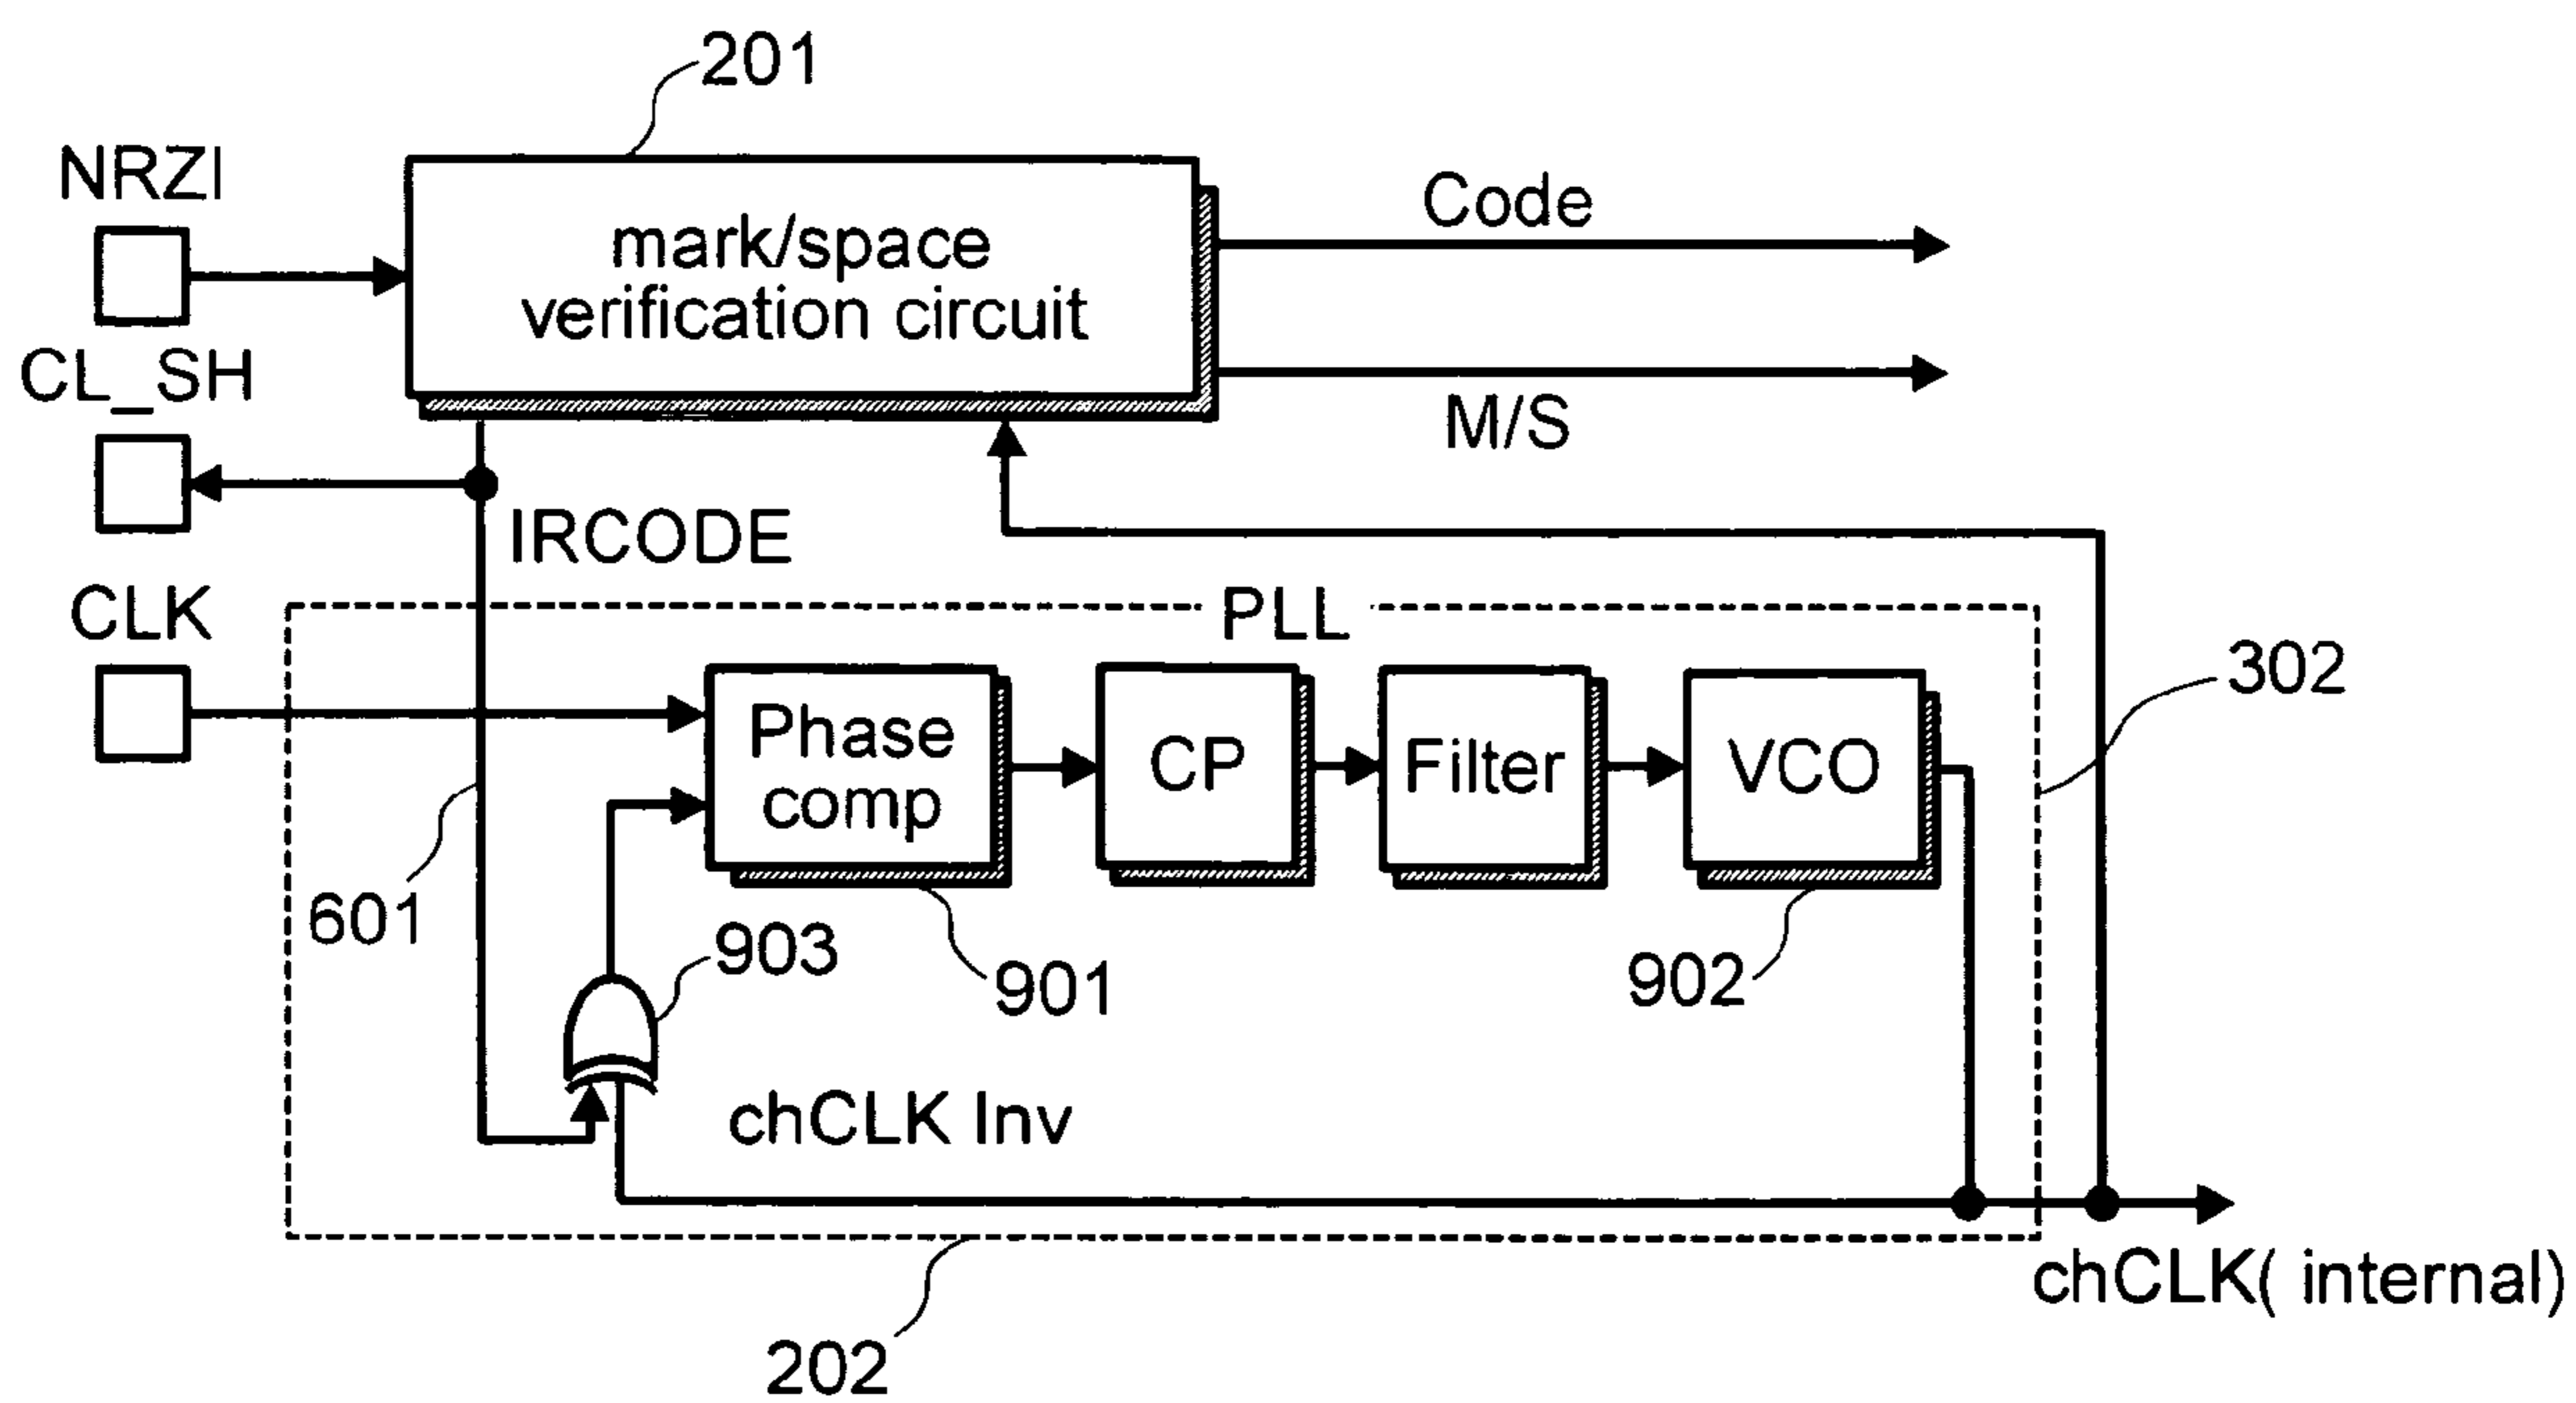 201
NRZI
mark/space
verification circuit
Code
CL_SH
M/S
IRCODE
CLK
PLL
302
Phase
comp
CP
Filter
VCO
601
903
901
902
chCLK Inv
chCLK( internal)
202